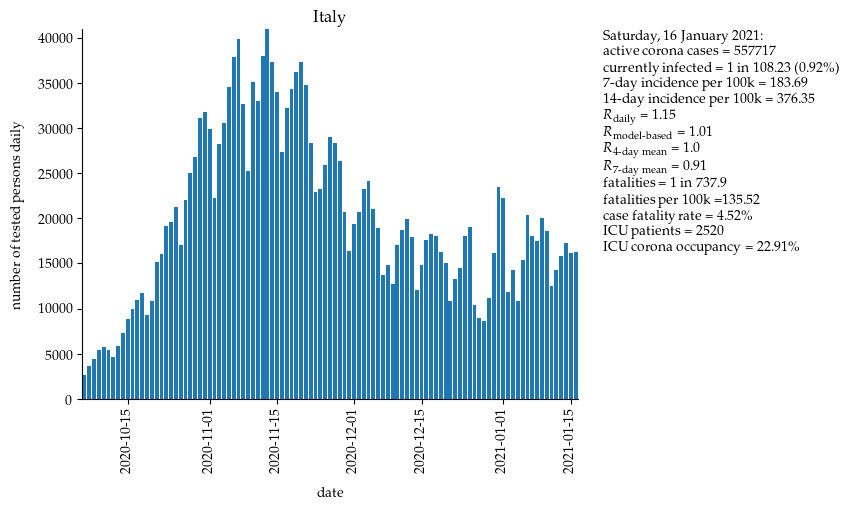 Italy
number of tested persons daily
40000
35000
30000
25000
20000
15000
10000
5000
0
2020-10-15
2020-11-01
2020-11-15
2020-12-01
2020-12-15
2021-01-01
2021-01-15
date
Saturday, 16 January 2021:
active corona cases = 557717
currently infected = 1 in 108.23 (0.92%)
7-day incidence per 100k = 183.69
14-day incidence per 100k = 376.35
R daily = 1.15
R model-based = 1.01
R 4-day mean = 1.0
R 7-day mean = 0.91
fatalities = 1 in 737.9
fatalities per 100k =135.52
case fatality rate = 4.52%
ICU patients = 2520
ICU corona occupancy = 22.91%